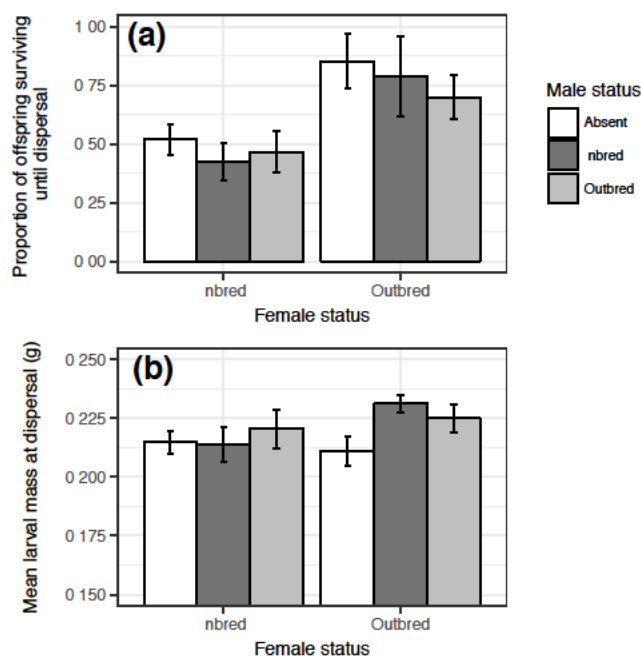 (a)
Proportion of offspring surviving
until dispersal
1 00
0 75
0 50
0 25
0 00
nbred
Outbred
Female status
Male status
Absent
nbred
Outbred
(b)
Mean larval mass at dispersal (g)
0 250
0 225
0 200
0 175
0 150
nbred
Outbred
Female status